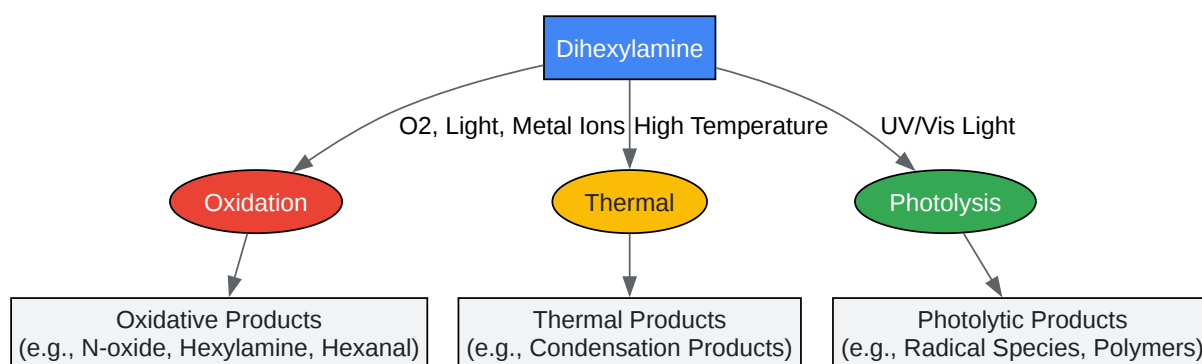 Dihexylamine
O2, Light, Metal Ions
High Temperature
UV/Vis Light
Oxidation
Thermal
Photolysis
Oxidative Products
(e.g., N-oxide, Hexylamine, Hexanal)
Thermal Products
(e.g., Condensation Products)
Photolytic Products
(e.g., Radical Species, Polymers